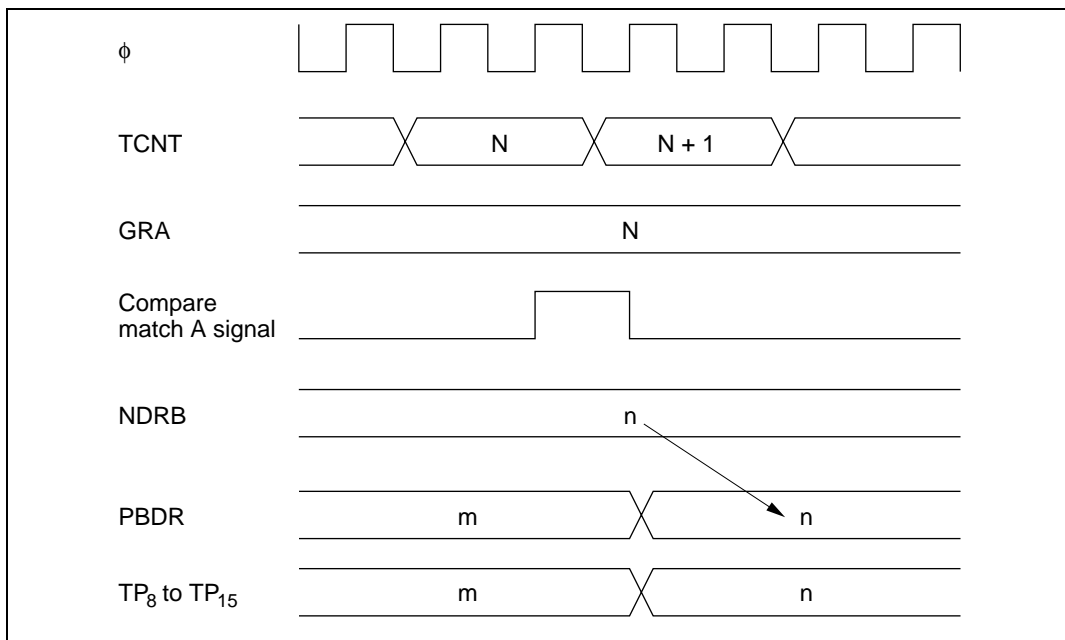 ϕ
TCNT N N + 1
GRA N
Compare
match A signal
NDRB n
PBDR m n
TP8 to TP15 m n